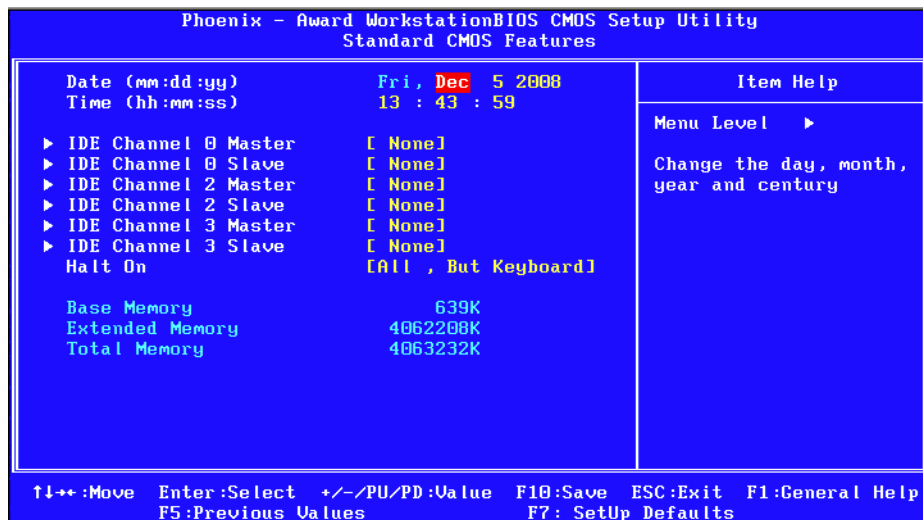 Phoenix - Award WorkstationBIOS CMOS Setup Utility
Standard CMOS Features
Date (mm:dd:yy) Fri, Dec 5 2008
Time (hh:mm:ss) 13 : 43 : 59
▶ IDE Channel 0 Master [ None]
▶ IDE Channel 0 Slave [ None]
▶ IDE Channel 2 Master [ None]
▶ IDE Channel 2 Slave [ None]
▶ IDE Channel 3 Master [ None]
▶ IDE Channel 3 Slave [ None]
Halt On [All , But Keyboard]
Base Memory 639K
Extended Memory 4062208K
Total Memory 4063232K
Item Help
Menu Level ▶
Change the day, month,
year and century
↑↓→←:Move Enter:Select +/-/PU/PD:Value F10:Save ESC:Exit F1:General Help
F5:Previous Values F7: SetUp Defaults